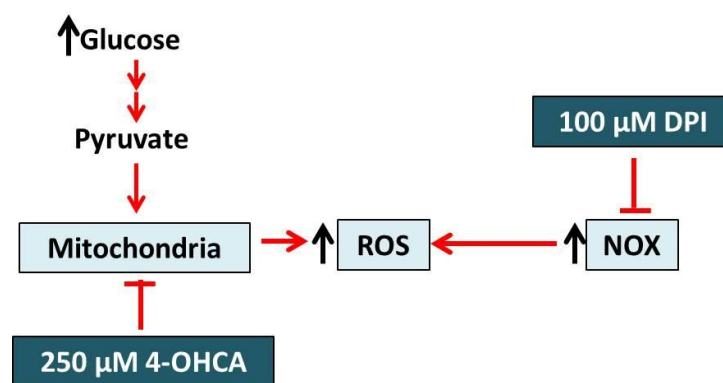 Glucose
Pyruvate
100 µM DPI
Mitochondria
ROS
NOX
250 µM 4-OHCA